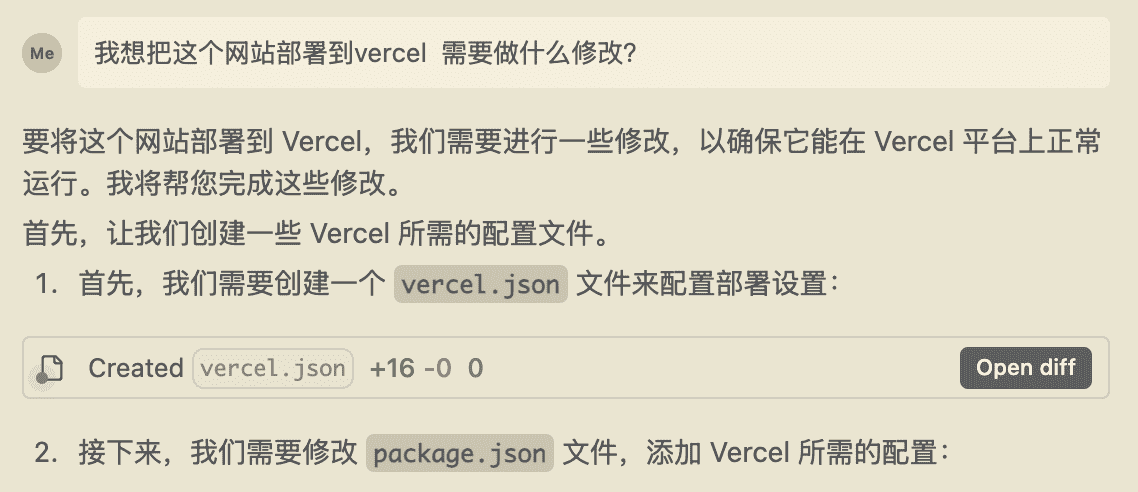 Me
我想把这个网站部署到vercel  需要做什么修改?
要将这个网站部署到 Vercel，我们需要进行一些修改，以确保它能在 Vercel 平台上正常
运行。我将帮您完成这些修改。
首先，让我们创建一些 Vercel 所需的配置文件。
1. 首先，我们需要创建一个 vercel.json 文件来配置部署设置：
Created vercel.json +16 -0 0 Open diff
2. 接下来，我们需要修改 package.json 文件，添加 Vercel 所需的配置：